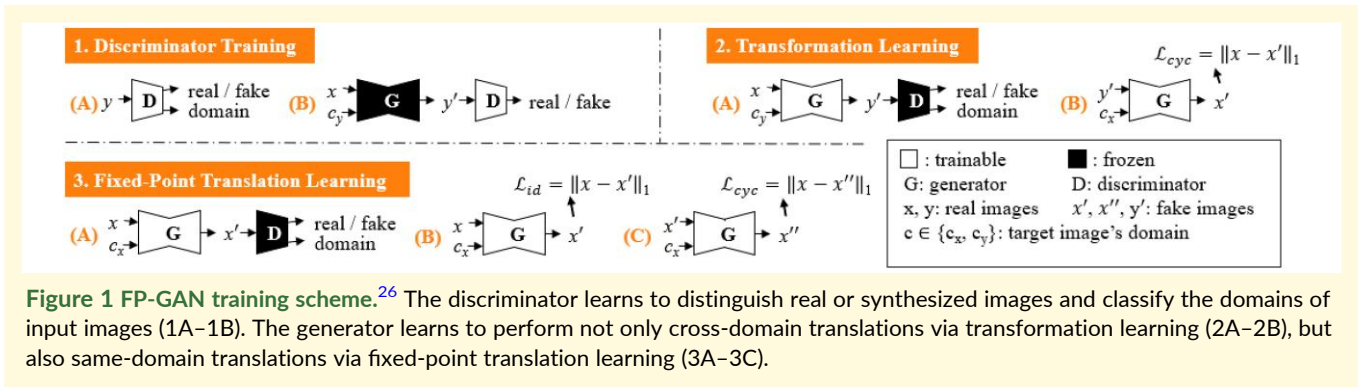 1. Discriminator Training
(A) y D real / fake domain
(B) x c_y G y′ D real / fake
2. Transformation Learning
(A) x c_y G y′ D real / fake domain
(B) y′ c_x G x′
ℒ_cyc = ‖x − x′‖₁
3. Fixed-Point Translation Learning
(A) x c_x G x′ D real / fake domain
(B) x c_x G x′
ℒ_id = ‖x − x′‖₁
(C) x′ c_x G x′′
ℒ_cyc = ‖x − x′′‖₁
: trainable : frozen
G: generator D: discriminator
x, y: real images x′, x′′, y′: fake images
c ∈ {c_x, c_y}: target image's domain
Figure 1 FP-GAN training scheme.26 The discriminator learns to distinguish real or synthesized images and classify the domains of
input images (1A–1B). The generator learns to perform not only cross-domain translations via transformation learning (2A–2B), but
also same-domain translations via fixed-point translation learning (3A–3C).